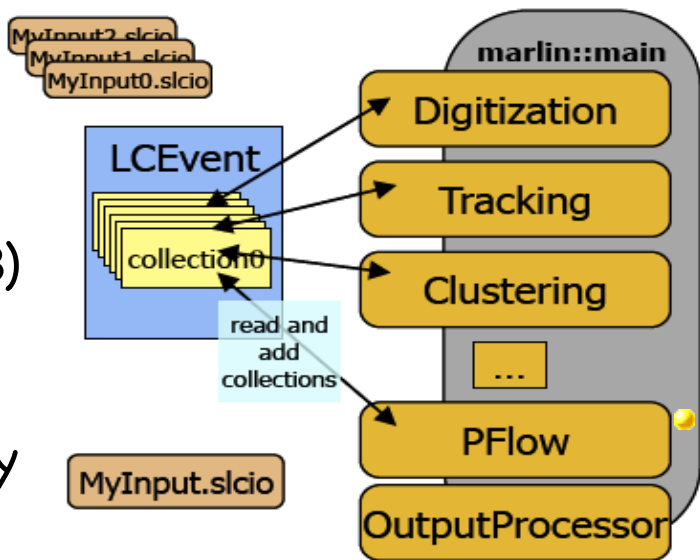 MyInput2.slcio
MyInput1.slcio
MyInput0.slcio
marlin::main
Digitization
LCEvent
Tracking
collection0
Clustering
read and
add
collections
...
PFlow
MyInput.slcio
OutputProcessor
)
y